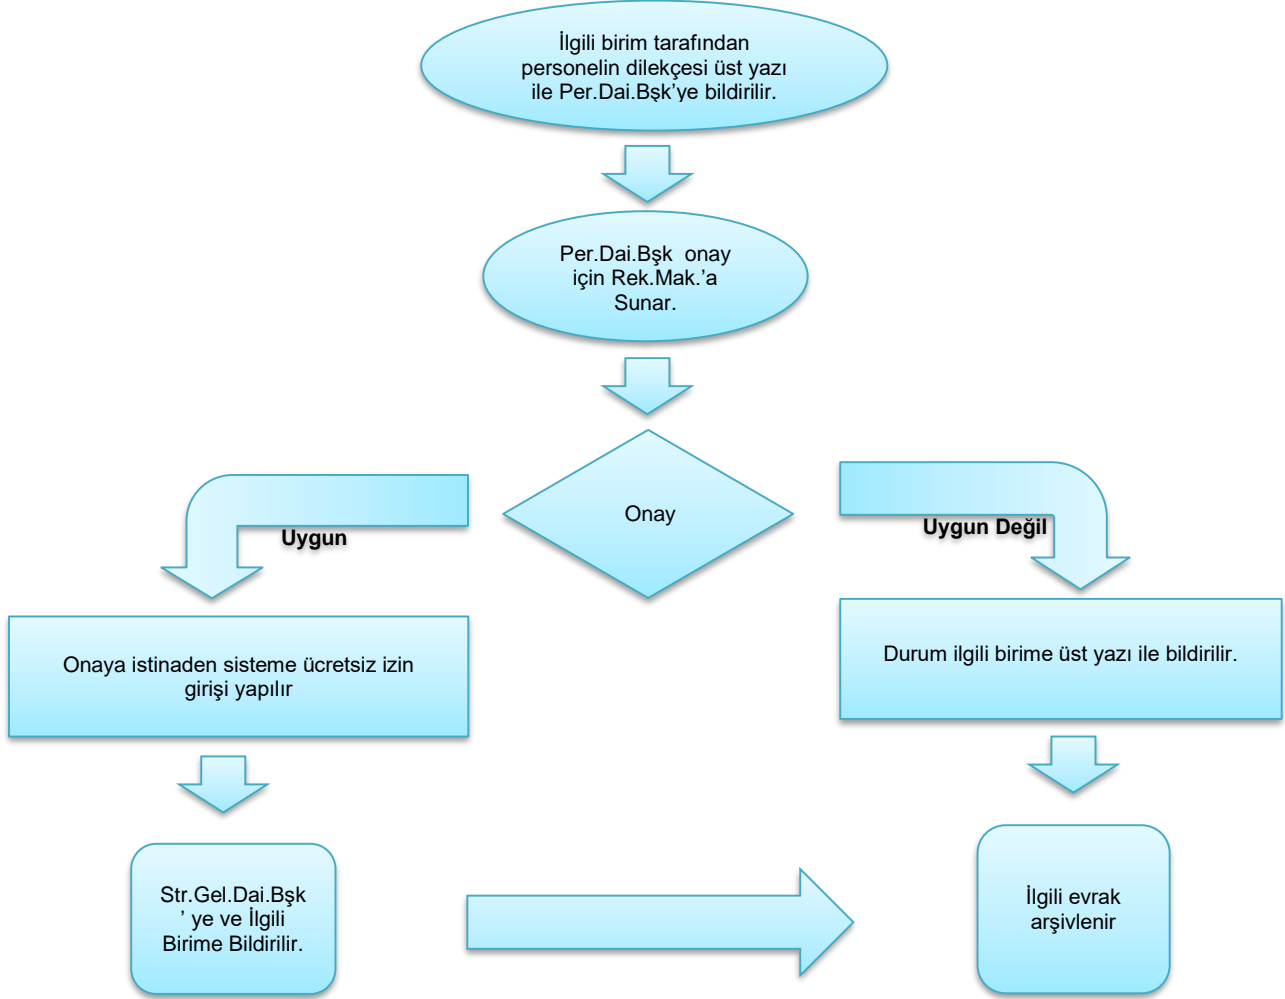 İlgili birim tarafından
personelin dilekçesi üst yazı
ile Per.Dai.Bşk’ye bildirilir.
Per.Dai.Bşk onay
için Rek.Mak.’a
Sunar.
Onay
Uygun
Uygun Değil
Onaya istinaden sisteme ücretsiz izin
girişi yapılır
Durum ilgili birime üst yazı ile bildirilir.
Str.Gel.Dai.Bşk
’ ye ve İlgili
Birime Bildirilir.
İlgili evrak
arşivlenir